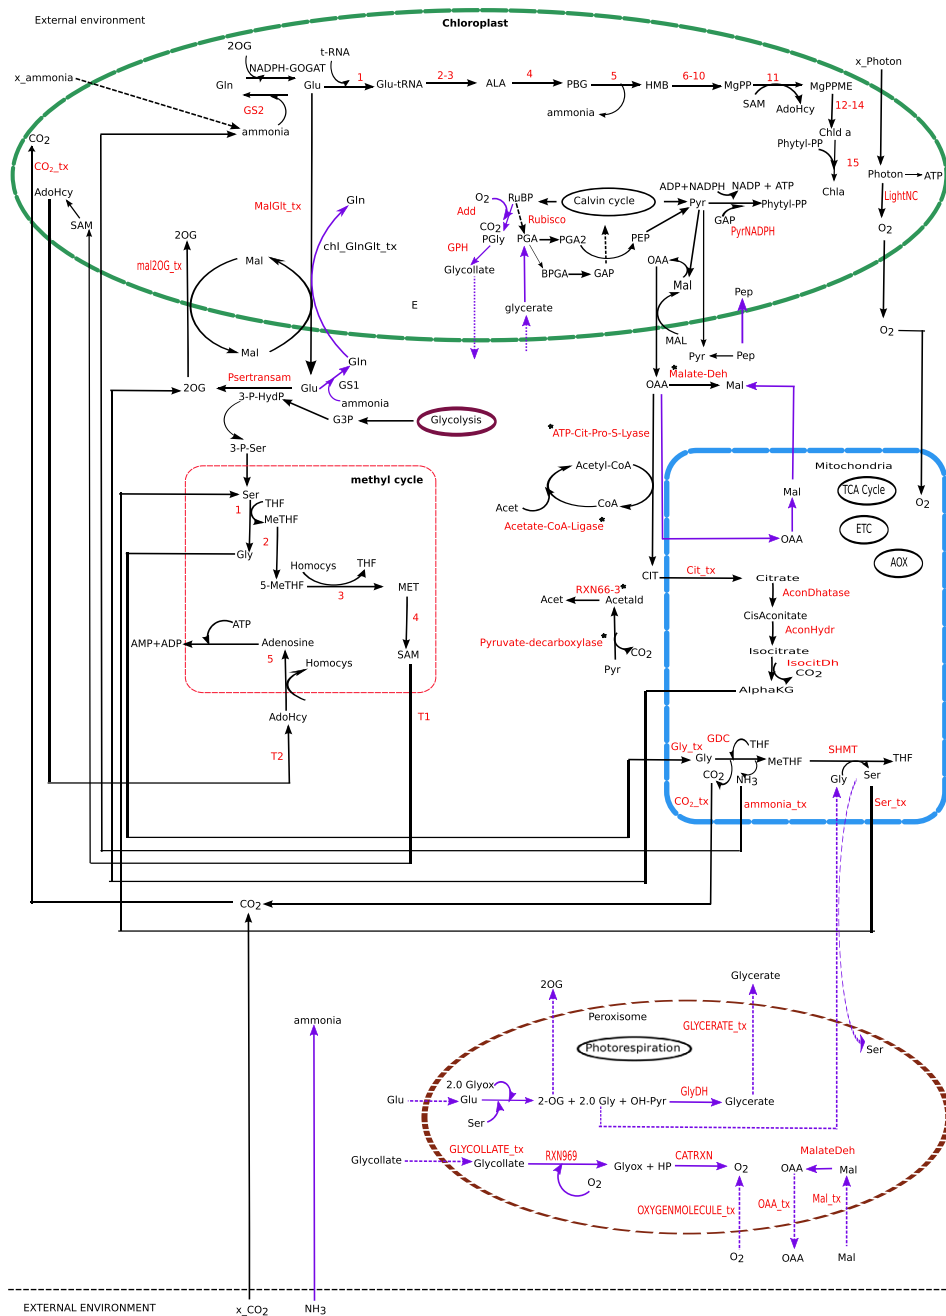 External environment
Chloroplast
2OG
t-RNA
NADPH-GOGAT
x_ammonia
Gln
Glu
1
Glu-tRNA
2-3
ALA
4
PBG
5
HMB
6-10
MgPP
11
MgPPME
x_Photon
GS2
ammonia
ammonia
SAM
AdoHcy
12-14
CO2
Chld a
Phytyl-PP
15
CO2_tx
Photon
ATP
AdoHcy
Chla
LightNC
SAM
MalGlt_tx
Gln
O2
RuBP
Calvin cycle
ADP+NADPH
NADP + ATP
Pyr
Phytyl-PP
GAP
PyrNADPH
Add
Rubisco
CO2
PGly
PGA
PGA2
PEP
O2
2OG
mal2OG_tx
Mal
chl_GlnGlt_tx
GPH
Glycollate
BPGA
GAP
OAA
Mal
E
glycerate
Pep
O2
Mal
MAL
Gln
Pyr
Pep
Psertransam
2OG
Glu
GS1
OAA
*
Malate-Deh
Mal
3-P-HydP
ammonia
G3P
Glycolysis
*ATP-Cit-Pro-S-Lyase
3-P-Ser
methyl cycle
Acetyl-CoA
Mitochondria
Ser
THF
1
MeTHF
Acet
CoA
Acetate-CoA-Ligase*
Mal
TCA Cycle
O2
ETC
2
Gly
OAA
AOX
Homocys
THF
5-MeTHF
3
MET
CIT
Cit_tx
Citrate
RXN66-3*
Acet
Acetald
AconDhatase
CisAconitate
4
ATP
AMP+ADP
Adenosine
SAM
Pyruvate-decarboxylase*
CO2
AconHydr
Isocitrate
5
Homocys
Pyr
IsocitDh
CO2
AlphaKG
AdoHcy
T1
T2
Gly_tx
GDC
THF
Gly
MeTHF
SHMT
THF
CO2
NH3
Gly
Ser
CO2_tx
ammonia_tx
Ser_tx
CO2
2OG
Glycerate
ammonia
Peroxisome
GLYCERATE_tx
Photorespiration
Ser
2.0 Glyox
Glu
Glu
2-OG + 2.0 Gly + OH-Pyr
GlyDH
Glycerate
Ser
GLYCOLLATE_tx
RXN969
CATRXN
MalateDeh
Glycollate
Glycollate
Glyox + HP
O2
OAA
Mal
O2
OXYGENMOLECULE_tx
OAA_tx
Mal_tx
O2
OAA
Mal
EXTERNAL ENVIRONMENT
x_CO2
NH3